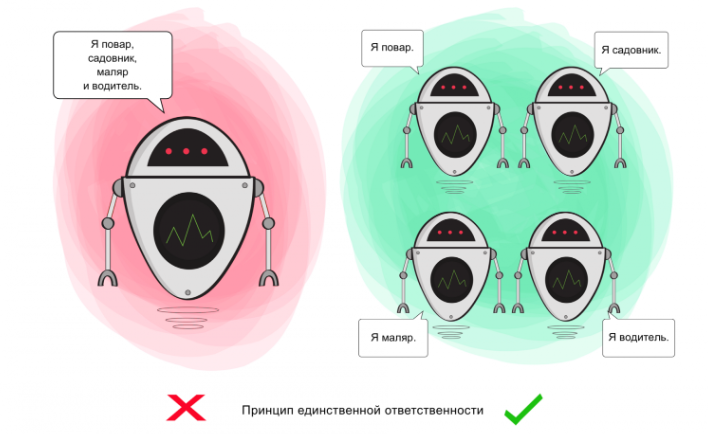 Я повар,
садовник,
маляр
и водитель.
Я повар.
Я садовник.
Я маляр.
Я водитель.
Принцип единственной ответственности